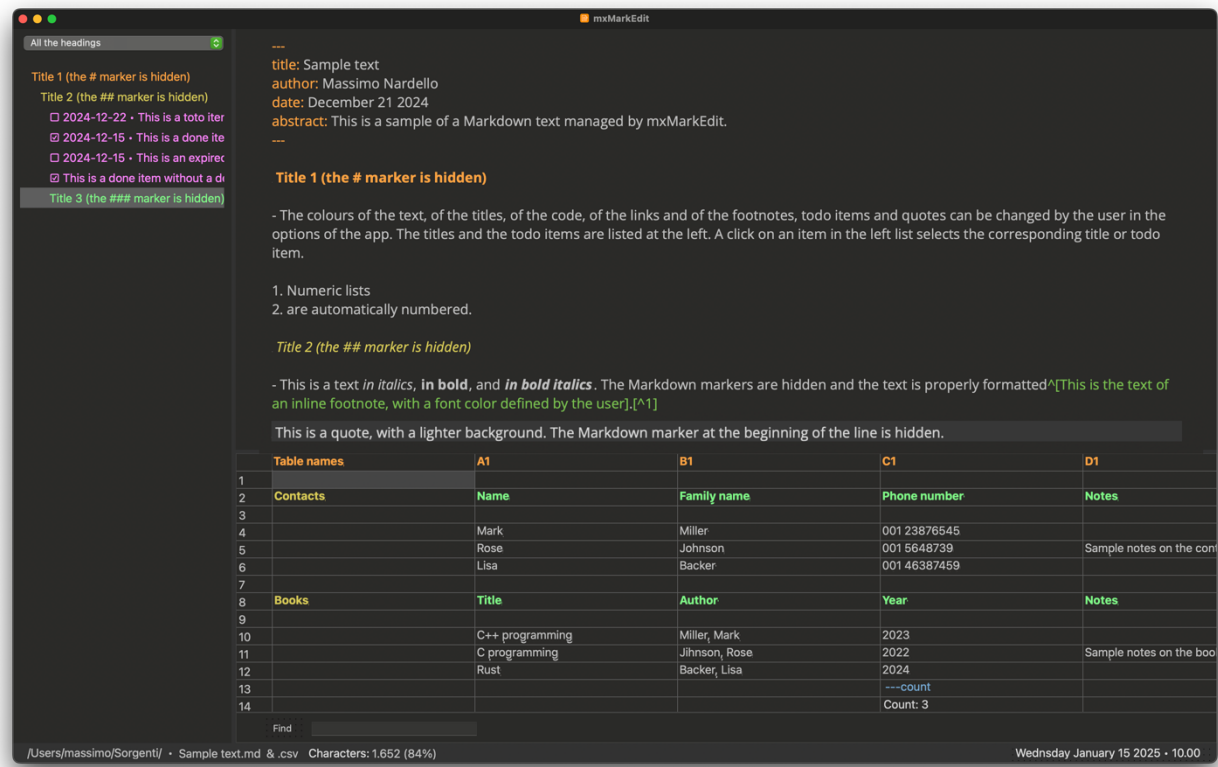 mxMarkEdit
All the headings
Title 1 (the # marker is hidden)
Title 2 (the ## marker is hidden)
☐ 2024-12-22 • This is a toto iter
☑ 2024-12-15 • This is a done ite
☐ 2024-12-15 • This is an expired
☑ This is a done item without a de
Title 3 (the ### marker is hidden)
---
title: Sample text
author: Massimo Nardello
date: December 21 2024
abstract: This is a sample of a Markdown text managed by mxMarkEdit.
---
Title 1 (the # marker is hidden)
- The colours of the text, of the titles, of the code, of the links and of the footnotes, todo items and quotes can be changed by the user in the
options of the app. The titles and the todo items are listed at the left. A click on an item in the left list selects the corresponding title or todo
item.
1. Numeric lists
2. are automatically numbered.
Title 2 (the ## marker is hidden)
- This is a text in italics, in bold, and in bold italics. The Markdown markers are hidden and the text is properly formatted^[This is the text of
an inline footnote, with a font color defined by the user].[^1]
This is a quote, with a lighter background. The Markdown marker at the beginning of the line is hidden.
Table names A1 B1 C1 D1
1
2 Contacts Name Family name Phone number Notes
3
4 Mark Miller 001 23876545
5 Rose Johnson 001 5648739 Sample notes on the cont
6 Lisa Backer 001 46387459
7
8 Books Title Author Year Notes
9
10 C++ programming Miller, Mark 2023
11 C programming Jihnson, Rose 2022 Sample notes on the boo
12 Rust Backer, Lisa 2024
13 ---count
14 Count: 3
Find
/Users/massimo/Sorgenti/ • Sample text.md & .csv Characters: 1.652 (84%) Wednsday January 15 2025 • 10.00